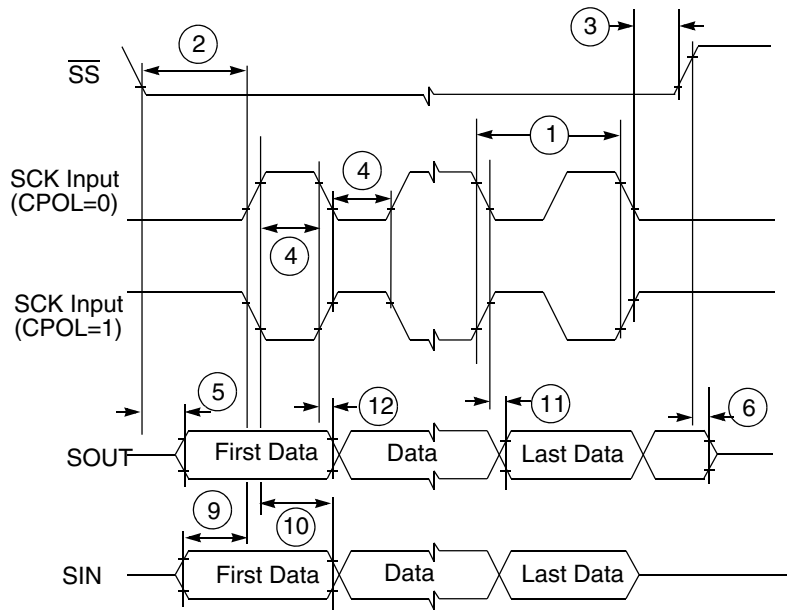 2
3
SS
1
SCK Input
(CPOL=0)
4
4
SCK Input
(CPOL=1)
5
12
11
6
SOUT
First Data
Data
Last Data
9
10
SIN
First Data
Data
Last Data